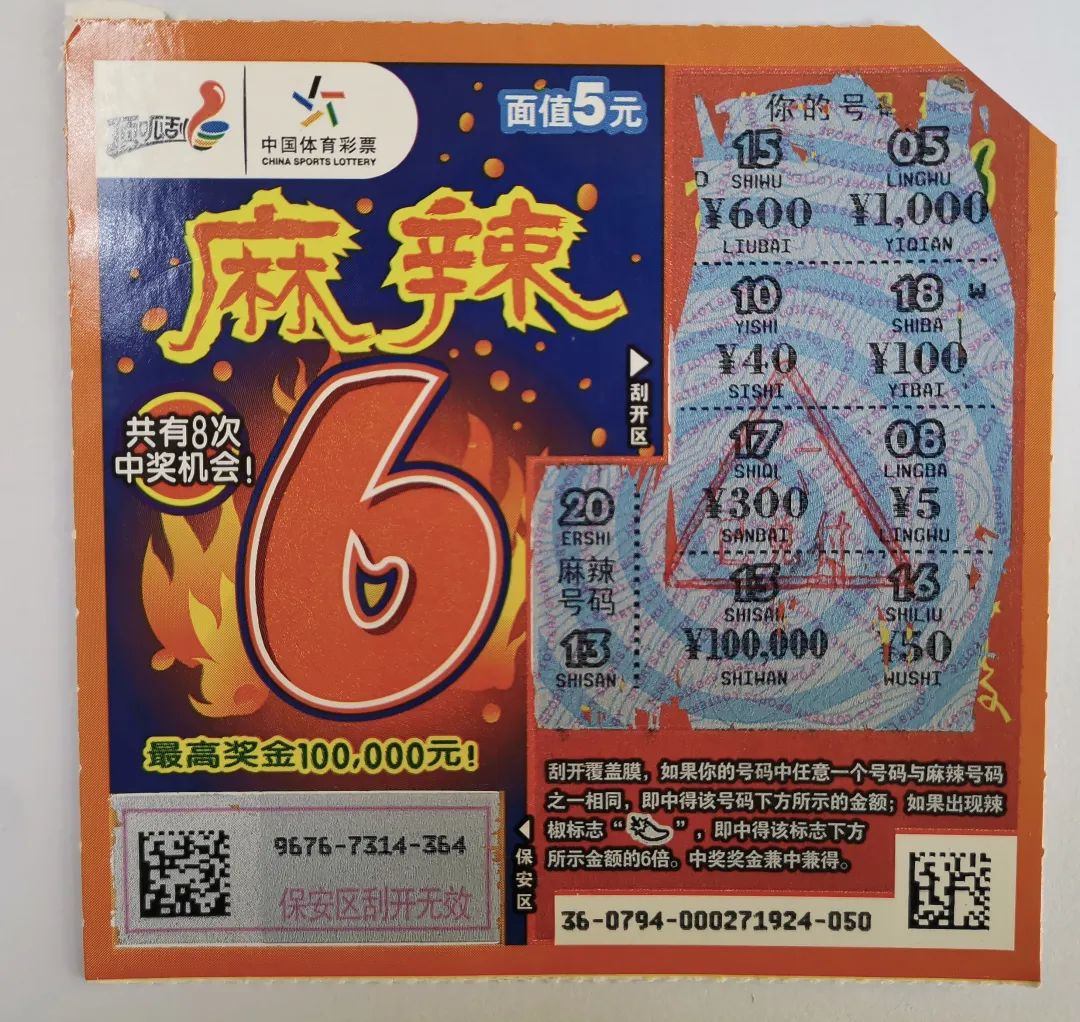 顶呱刮
中国体育彩票
CHINA SPORTS LOTTERY
面值5元
麻辣
6
共有8次
中奖机会!
最高奖金100,000元!
刮开区
你的号
15 05
SHIWU LINGWU
¥600 ¥1,000
LIUBAI YIQIAN
10 18
YISHI SHIBA
¥40 ¥100
SISHI YIBAI
17 08
SHIQI LINGBA
¥300 ¥5
SANBAI LINGWU
13 16
SHISAN SHILIU
¥100,000 ¥50
SHIWAN WUSHI
20
ERSHI
麻辣
号码
13
SHISAN
刮开覆盖膜，如果你的号码中任意一个号码与麻辣号码
之一相同，即中得该号码下方所示的金额；如果出现辣
椒标志“ ”，即中得该标志下方
所示金额的6倍。中奖奖金兼中兼得。
保安区
9676-7314-364
保安区刮开无效
36-0794-000271924-050